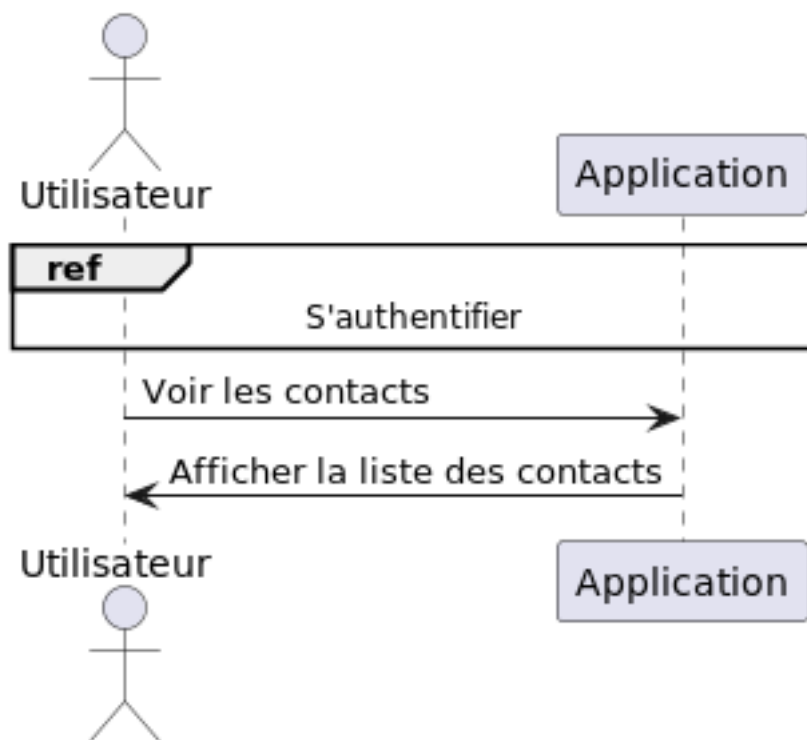 Utilisateur
Application
ref
S'authentifier
Voir les contacts
Afficher la liste des contacts
Utilisateur
Application